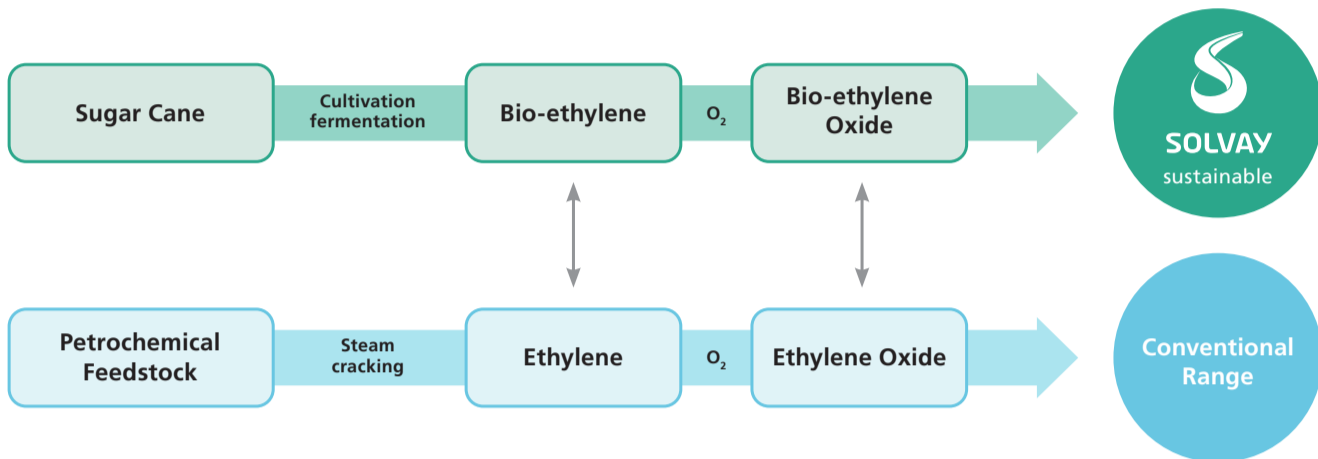 Sugar Cane
Cultivation
fermentation
Bio-ethylene
O₂
Bio-ethylene
Oxide
SOLVAY
sustainable
Petrochemical
Feedstock
Steam
cracking
Ethylene
O₂
Ethylene Oxide
Conventional
Range